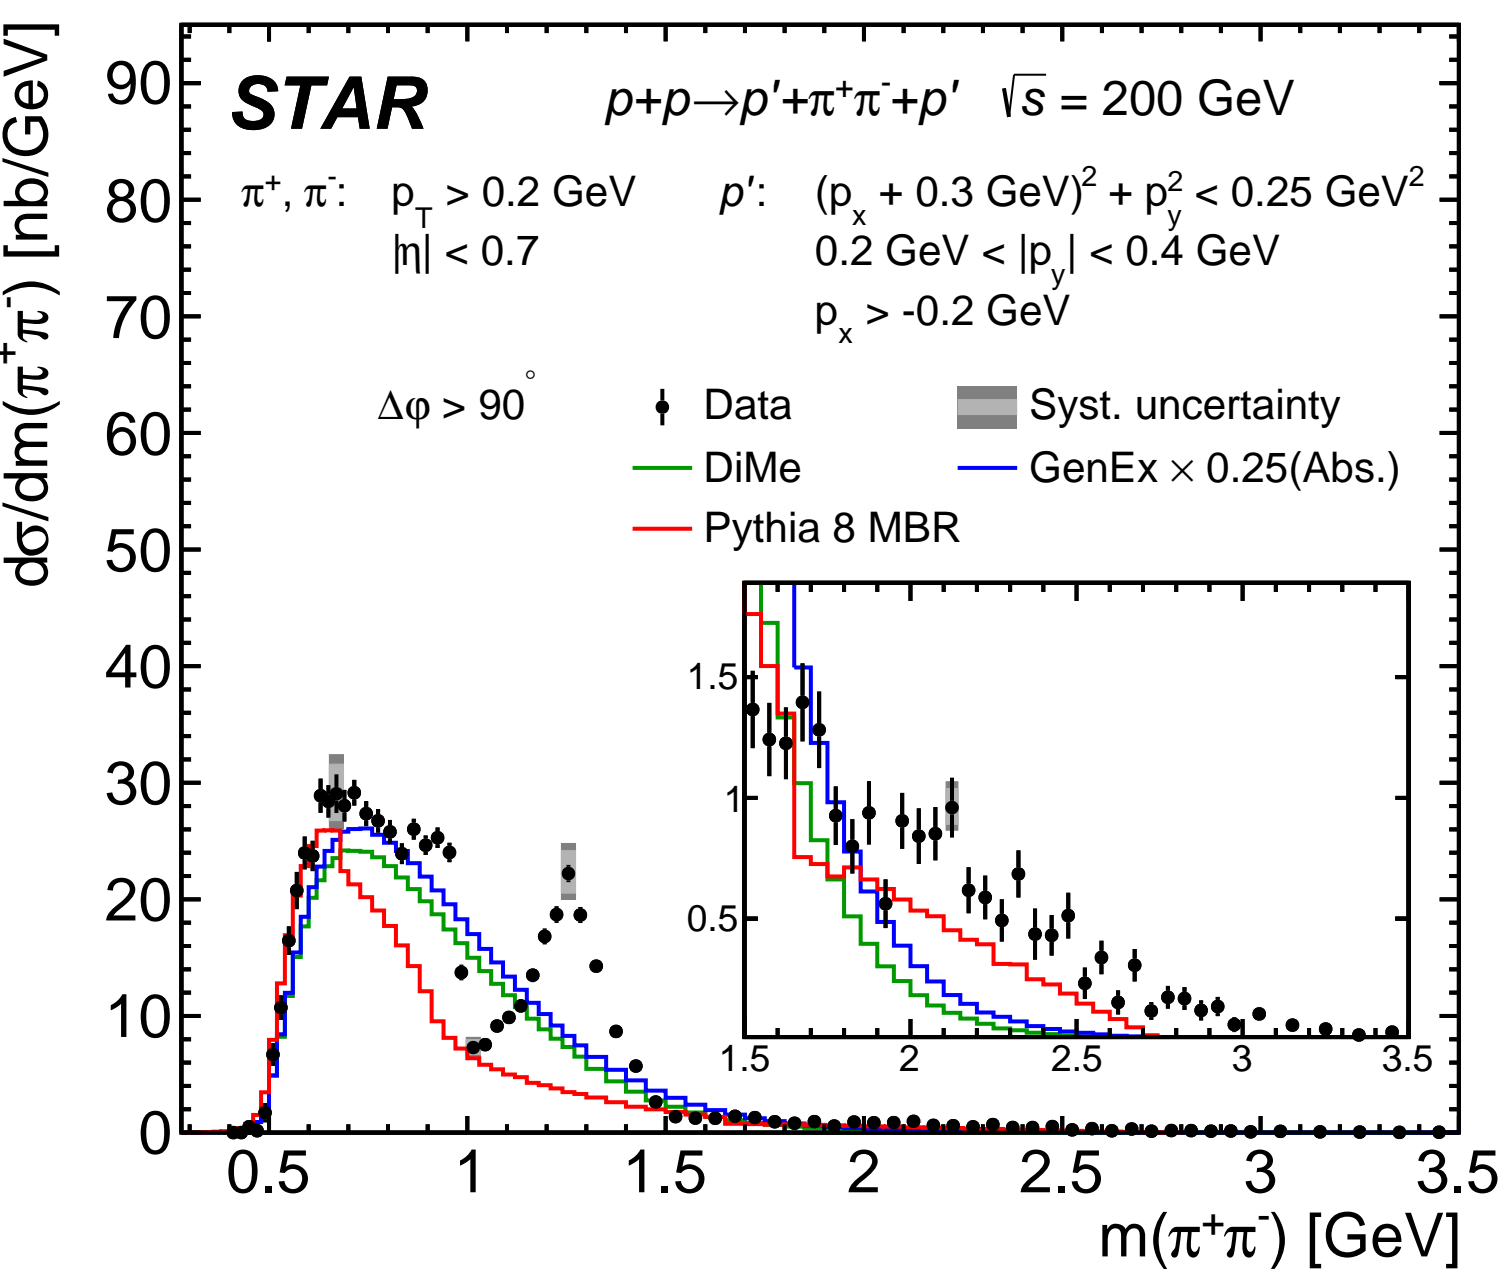 STAR p+p→p′+π⁺π⁻+p′ √s = 200 GeV
π⁺, π⁻: p_T > 0.2 GeV p′: (p_x + 0.3 GeV)² + p_y² < 0.25 GeV²
|η| < 0.7 0.2 GeV < |p_y| < 0.4 GeV
p_x > -0.2 GeV
Δφ > 90°
Data Syst. uncertainty
DiMe GenEx × 0.25(Abs.)
Pythia 8 MBR
dσ/dm(π⁺π⁻) [nb/GeV]
90
80
70
60
50
40
30
20
10
0
0.5 1 1.5 2 2.5 3 3.5
m(π⁺π⁻) [GeV]
1.5
1
0.5
1.5 2 2.5 3 3.5